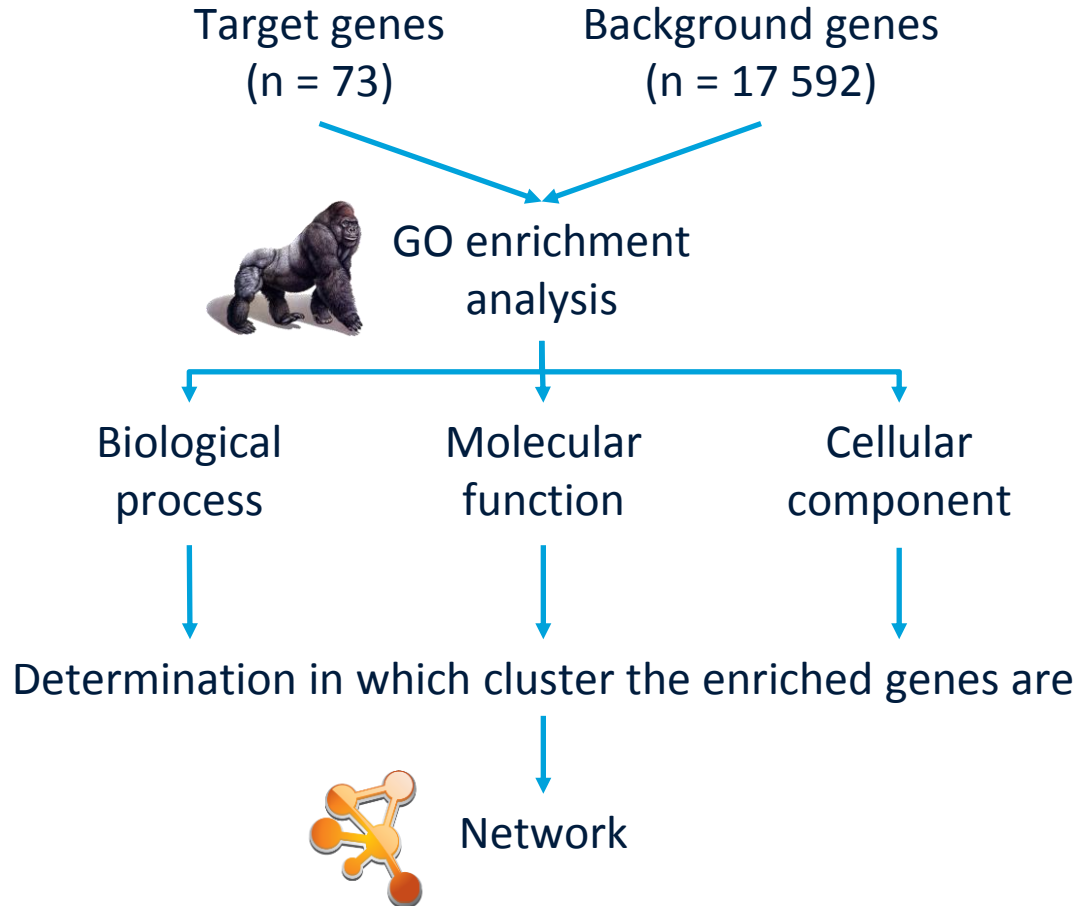 Target genes
(n = 73)
Background genes
(n = 17 592)
GO enrichment
analysis
Biological
process
Molecular
function
Cellular
component
Determination in which cluster the enriched genes are
Network